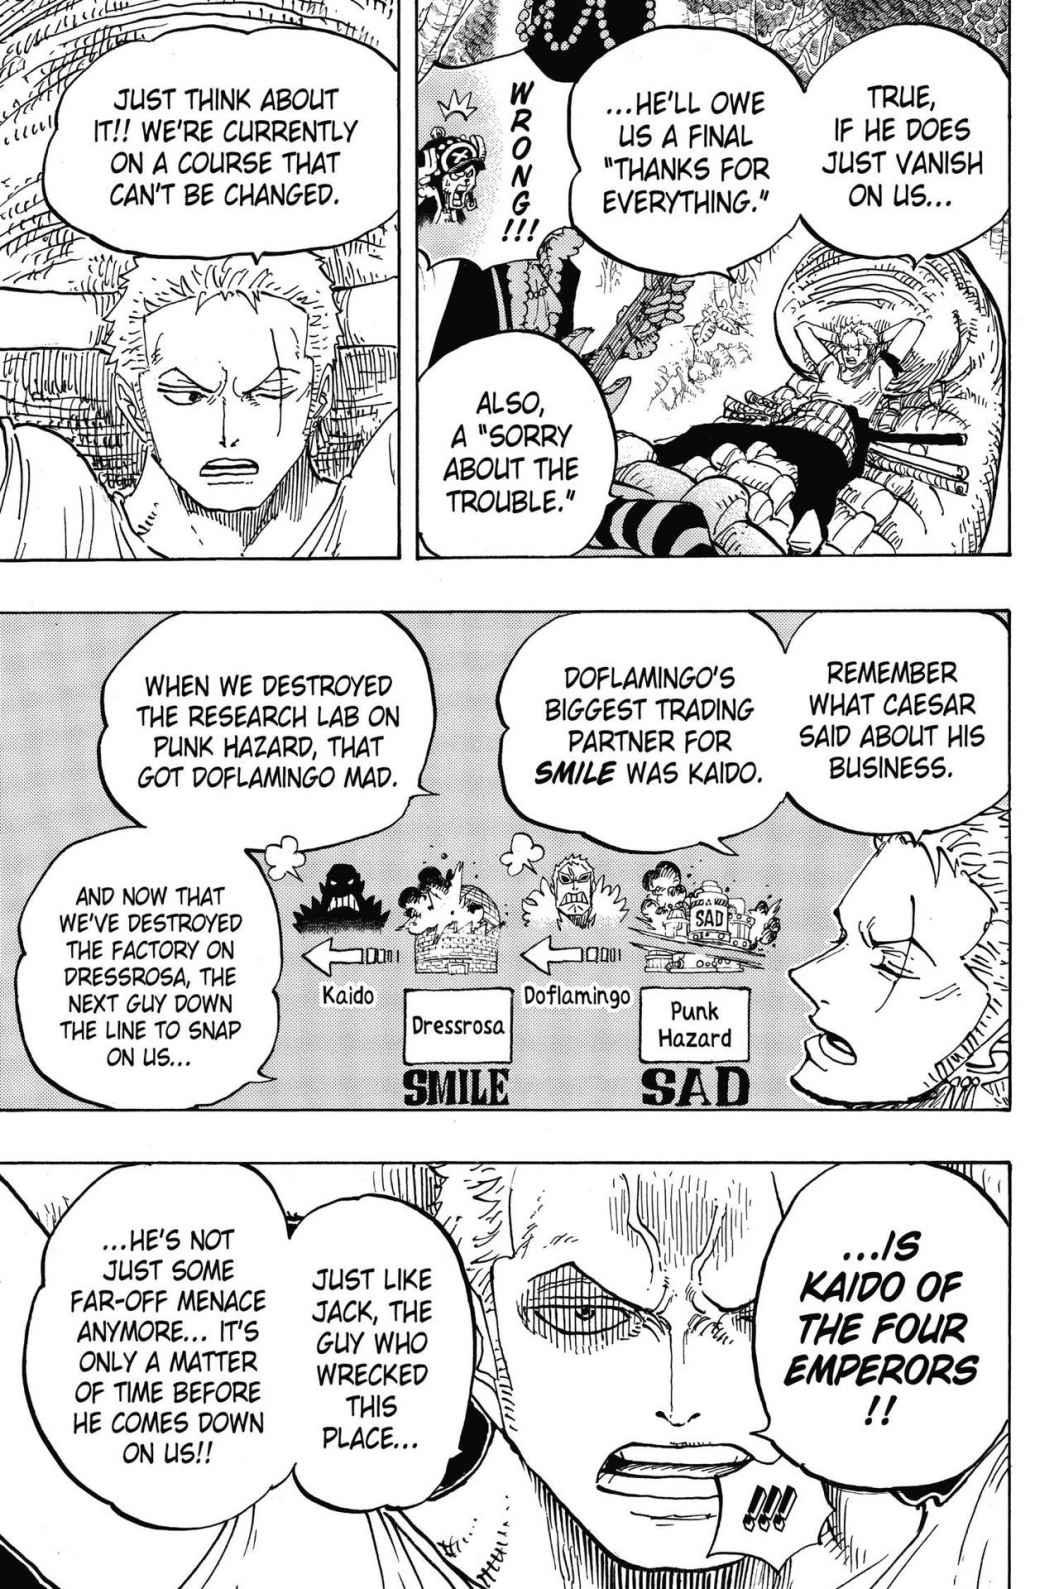 TRUE,
IF HE DOES
JUST VANISH
ON US...
...HE'LL OWE
US A FINAL
"THANKS FOR
EVERYTHING."
WRONG!!!
ALSO,
A "SORRY
ABOUT THE
TROUBLE."
JUST THINK ABOUT
IT!! WE'RE CURRENTLY
ON A COURSE THAT
CAN'T BE CHANGED.
REMEMBER
WHAT CAESAR
SAID ABOUT HIS
BUSINESS.
DOFLAMINGO'S
BIGGEST TRADING
PARTNER FOR
SMILE WAS KAIDO.
WHEN WE DESTROYED
THE RESEARCH LAB ON
PUNK HAZARD, THAT
GOT DOFLAMINGO MAD.
SAD
Punk
Hazard
SAD
Doflamingo
Dressrosa
SMILE
Kaido
AND NOW THAT
WE'VE DESTROYED
THE FACTORY ON
DRESSROSA, THE
NEXT GUY DOWN
THE LINE TO SNAP
ON US...
...IS
KAIDO OF
THE FOUR
EMPERORS
!!
!!!!
JUST LIKE
JACK, THE
GUY WHO
WRECKED
THIS
PLACE...
...HE'S NOT
JUST SOME
FAR-OFF MENACE
ANYMORE... IT'S
ONLY A MATTER
OF TIME BEFORE
HE COMES DOWN
ON US!!